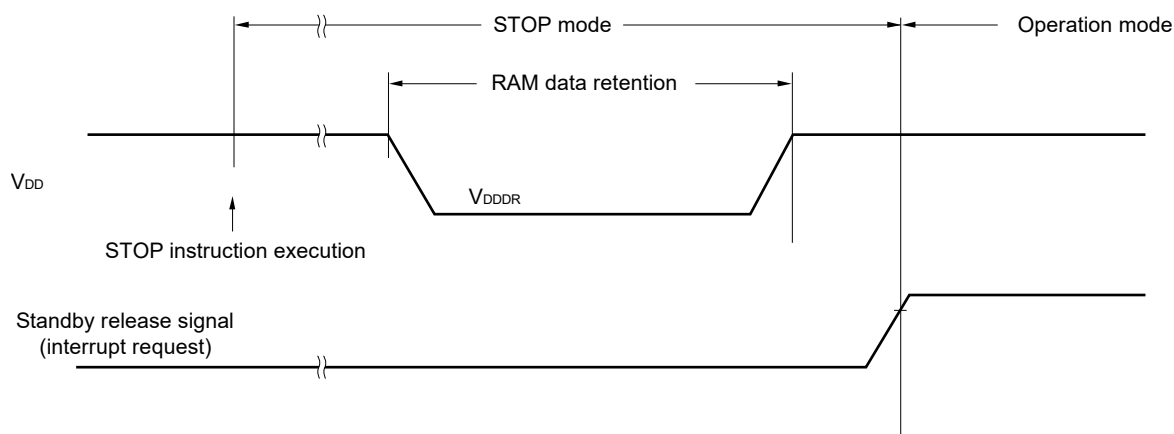 STOP mode
Operation mode
RAM data retention
VDD
VDDDR
STOP instruction execution
Standby release signal
(interrupt request)